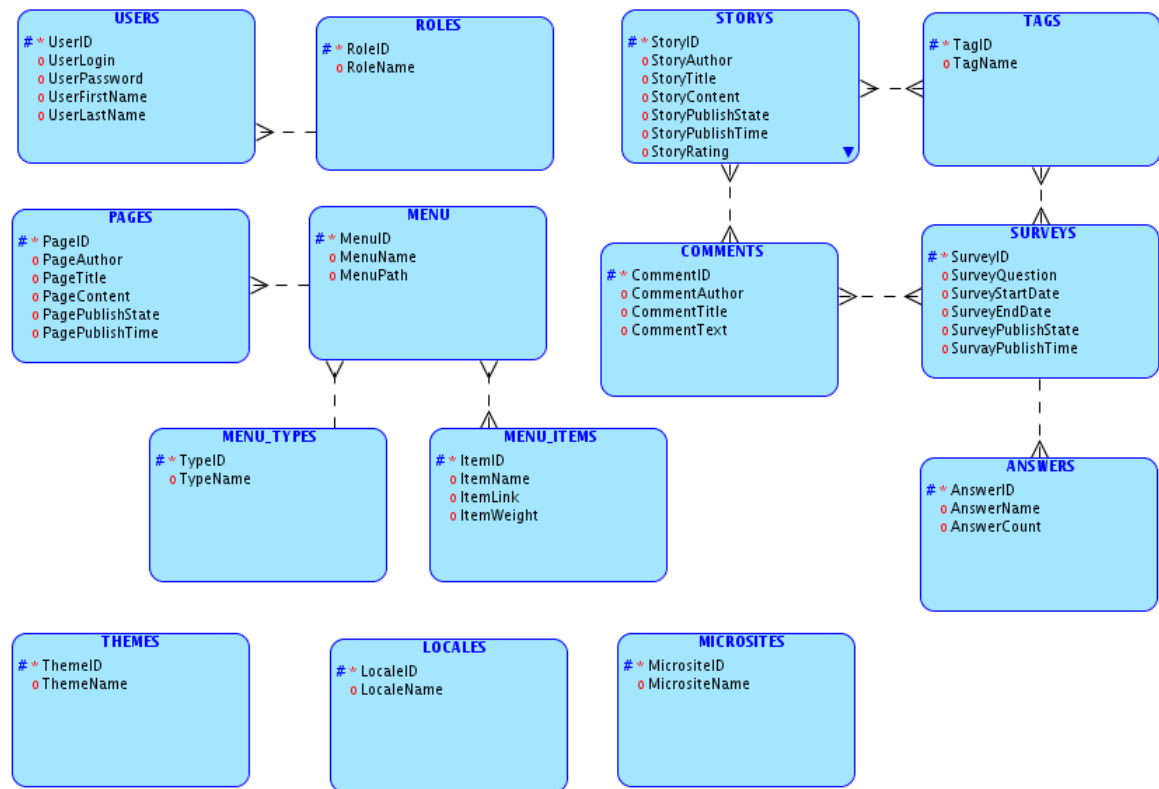 USERS
# * UserID
o UserLogin
o UserPassword
o UserFirstName
o UserLastName
ROLES
# * RoleID
o RoleName
STORYS
# * StoryID
o StoryAuthor
o StoryTitle
o StoryContent
o StoryPublishState
o StoryPublishTime
o StoryRating
TAGS
# * TagID
o TagName
PAGES
# * PageID
o PageAuthor
o PageTitle
o PageContent
o PagePublishState
o PagePublishTime
MENU
# * MenuID
o MenuName
o MenuPath
COMMENTS
# * CommentID
o CommentAuthor
o CommentTitle
o CommentText
SURVEYS
# * SurveyID
o SurveyQuestion
o SurveyStartDate
o SurveyEndDate
o SurveyPublishState
o SurvayPublishTime
MENU_TYPES
# * TypeID
o TypeName
MENU_ITEMS
# * ItemID
o ItemName
o ItemLink
o ItemWeight
ANSWERS
# * AnswerID
o AnswerName
o AnswerCount
THEMES
# * ThemeID
o ThemeName
LOCALES
# * LocaleID
o LocaleName
MICROSITES
# * MicrositeID
o MicrositeName